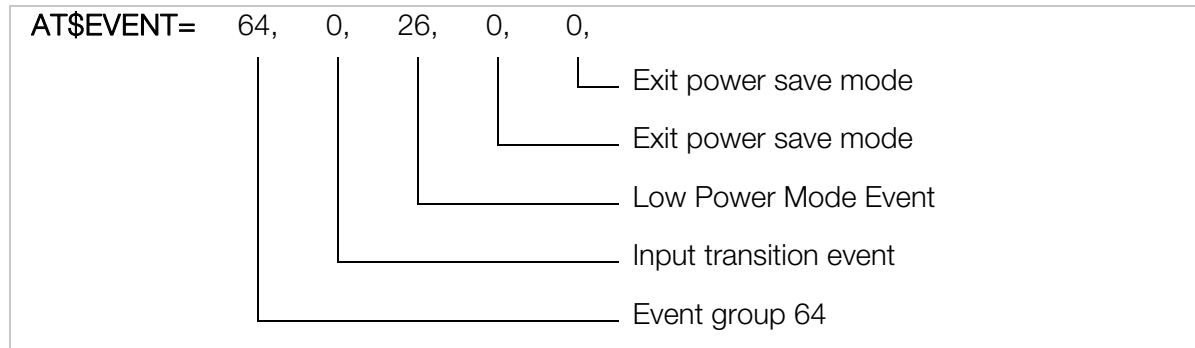 AT$EVENT= 64, 0, 26, 0, 0,
Exit power save mode
Exit power save mode
Low Power Mode Event
Input transition event
Event group 64